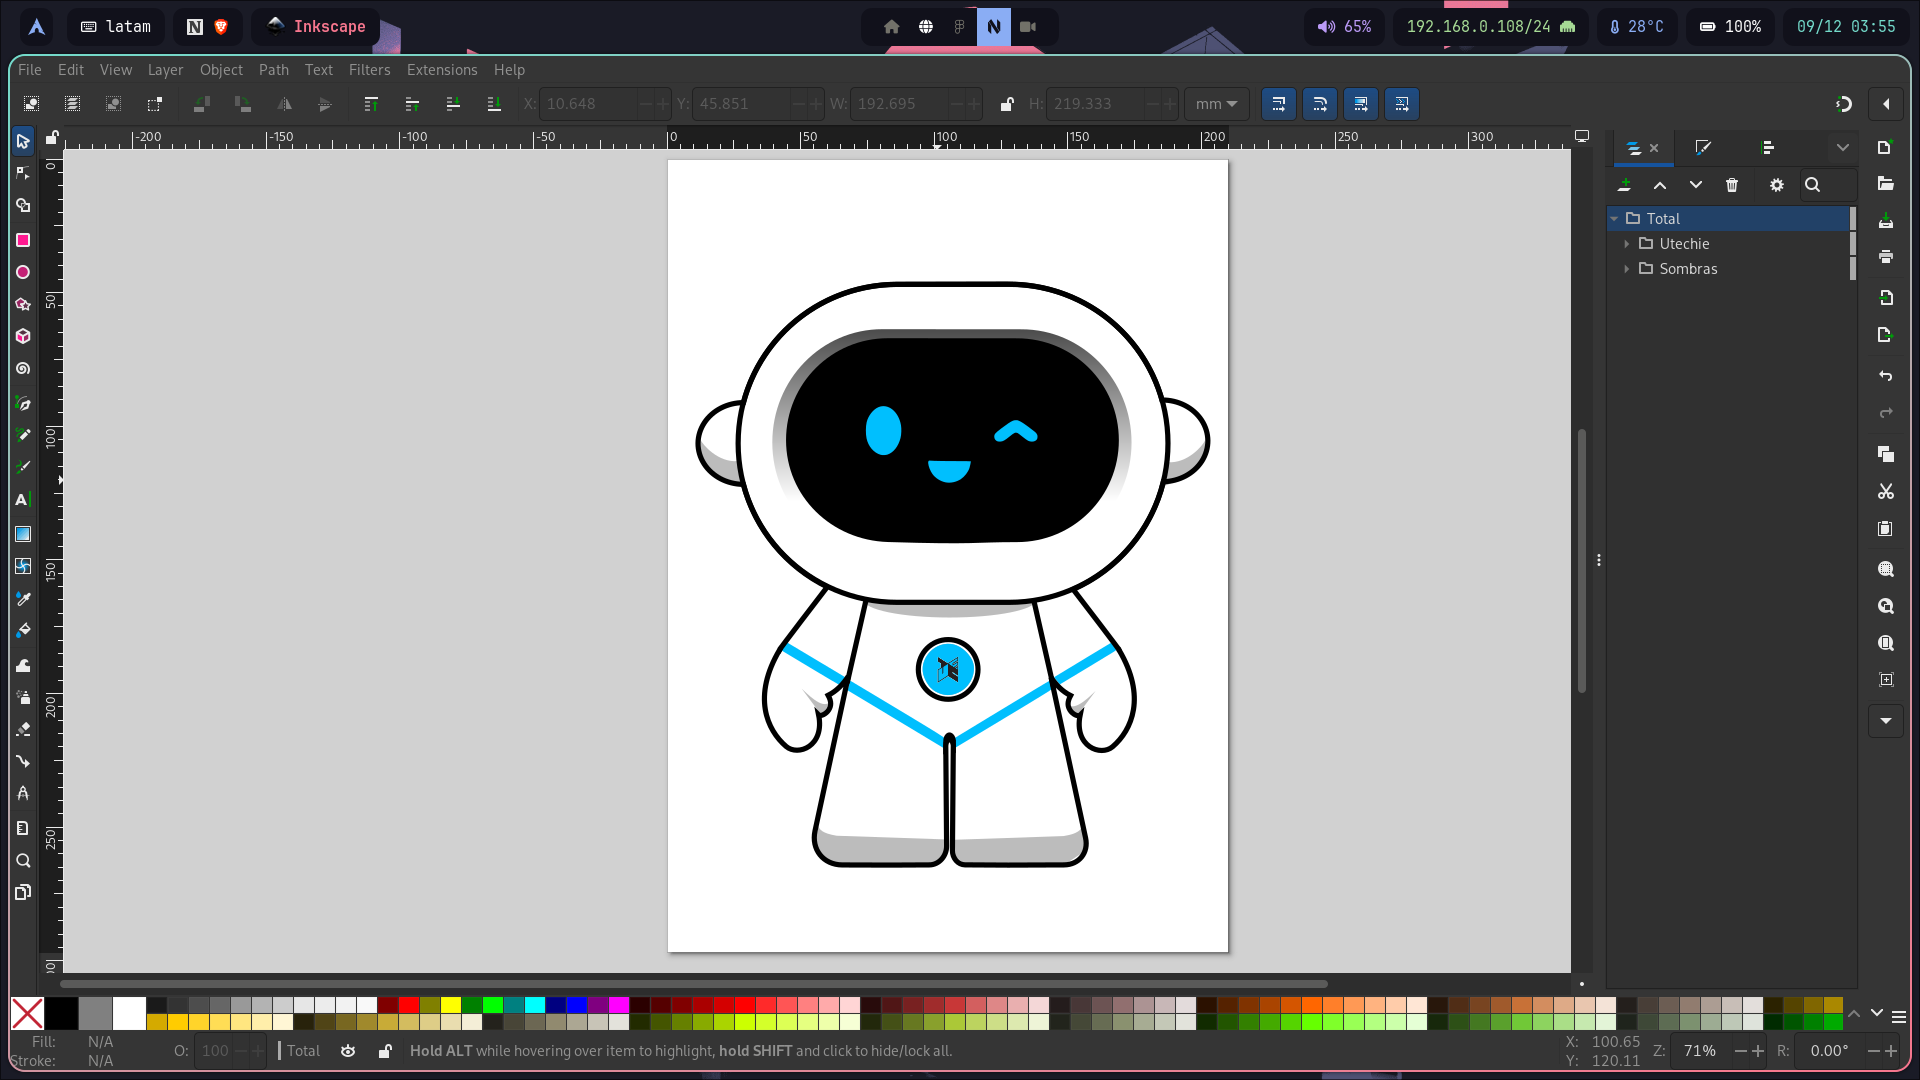 latam
Inkscape
65%
192.168.0.108/24
28°C
100%
09/12 03:55
File Edit View Layer Object Path Text Filters Extensions Help
X: 10.648 Y: 45.851 W: 192.695 H: 219.333 mm
-200 -150 -100 -50 0 50 100 150 200 250 300
0
50
100
150
200
250
Total
Utechie
Sombras
Fill: N/A
Stroke: N/A
O: 100
Total
Hold ALT while hovering over item to highlight, hold SHIFT and click to hide/lock all.
X: 100.65
Y: 120.11
Z: 71%
R: 0.00°